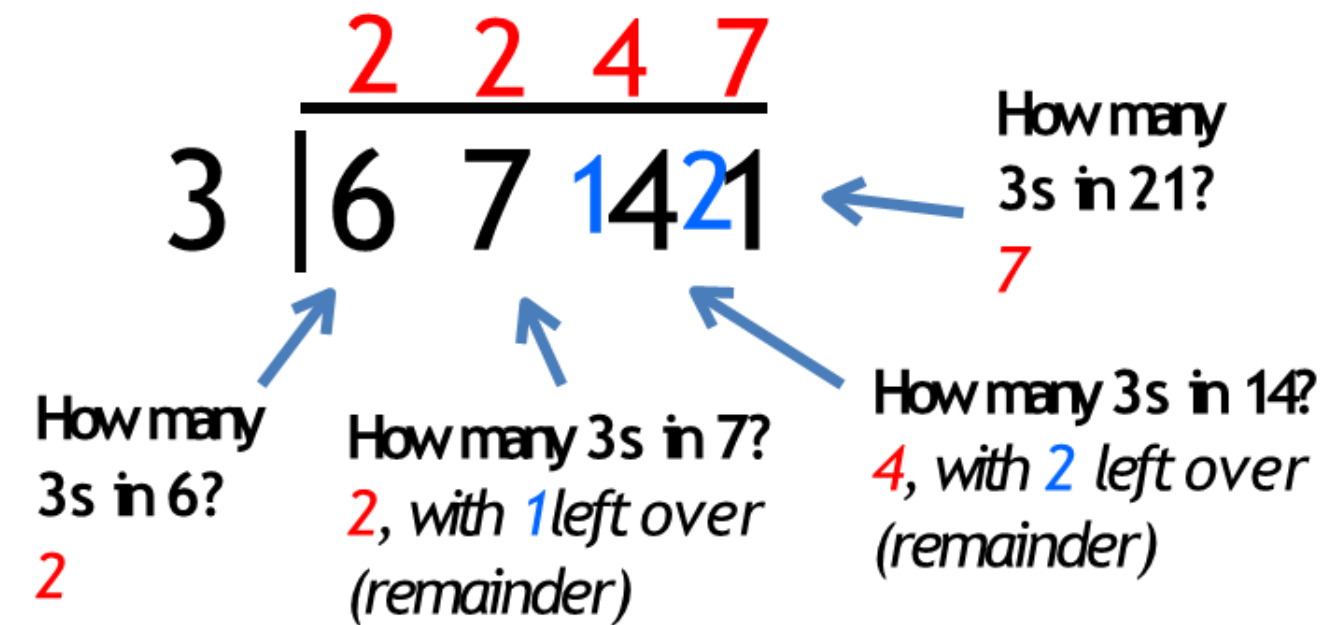 2 2 4 7
3 6 7 14 21
How many
3s in 21?
7
How many
3s in 6?
2
How many 3s in 7?
2, with 1 left over
(remainder)
How many 3s in 14?
4, with 2 left over
(remainder)